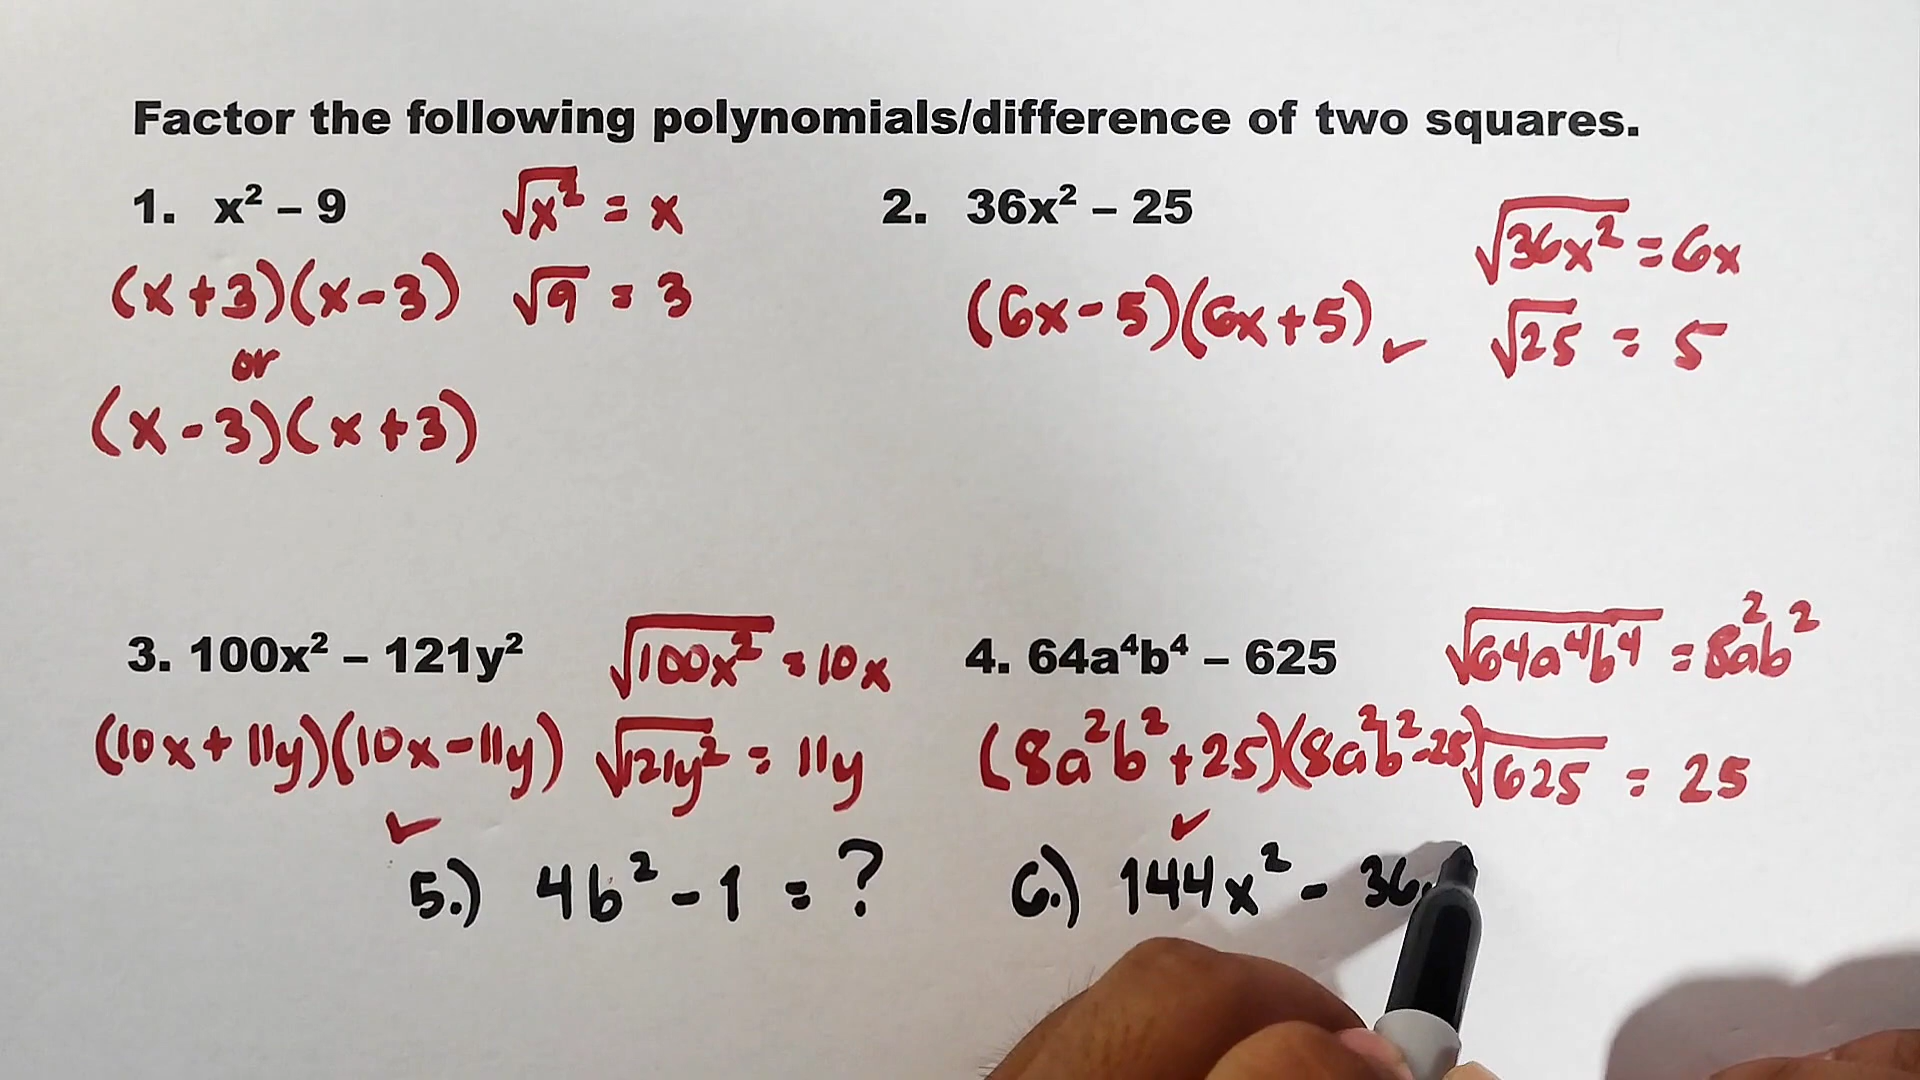 Factor the following polynomials/difference of two squares.
1. x² – 9
√x² = x
(x+3)(x-3)
√9 = 3
or
(x-3)(x+3)
2. 36x² – 25
√36x² = 6x
(6x-5)(6x+5) ✓
√25 = 5
3. 100x² – 121y²
√100x² = 10x
(10x+11y)(10x-11y)
√121y² = 11y
✓
4. 64a⁴b⁴ – 625
√64a⁴b⁴ = 8a²b²
(8a²b²+25)(8a²b²-25)
√625 = 25
✓
5.) 4b² - 1 = ?
6.) 144x² - 36